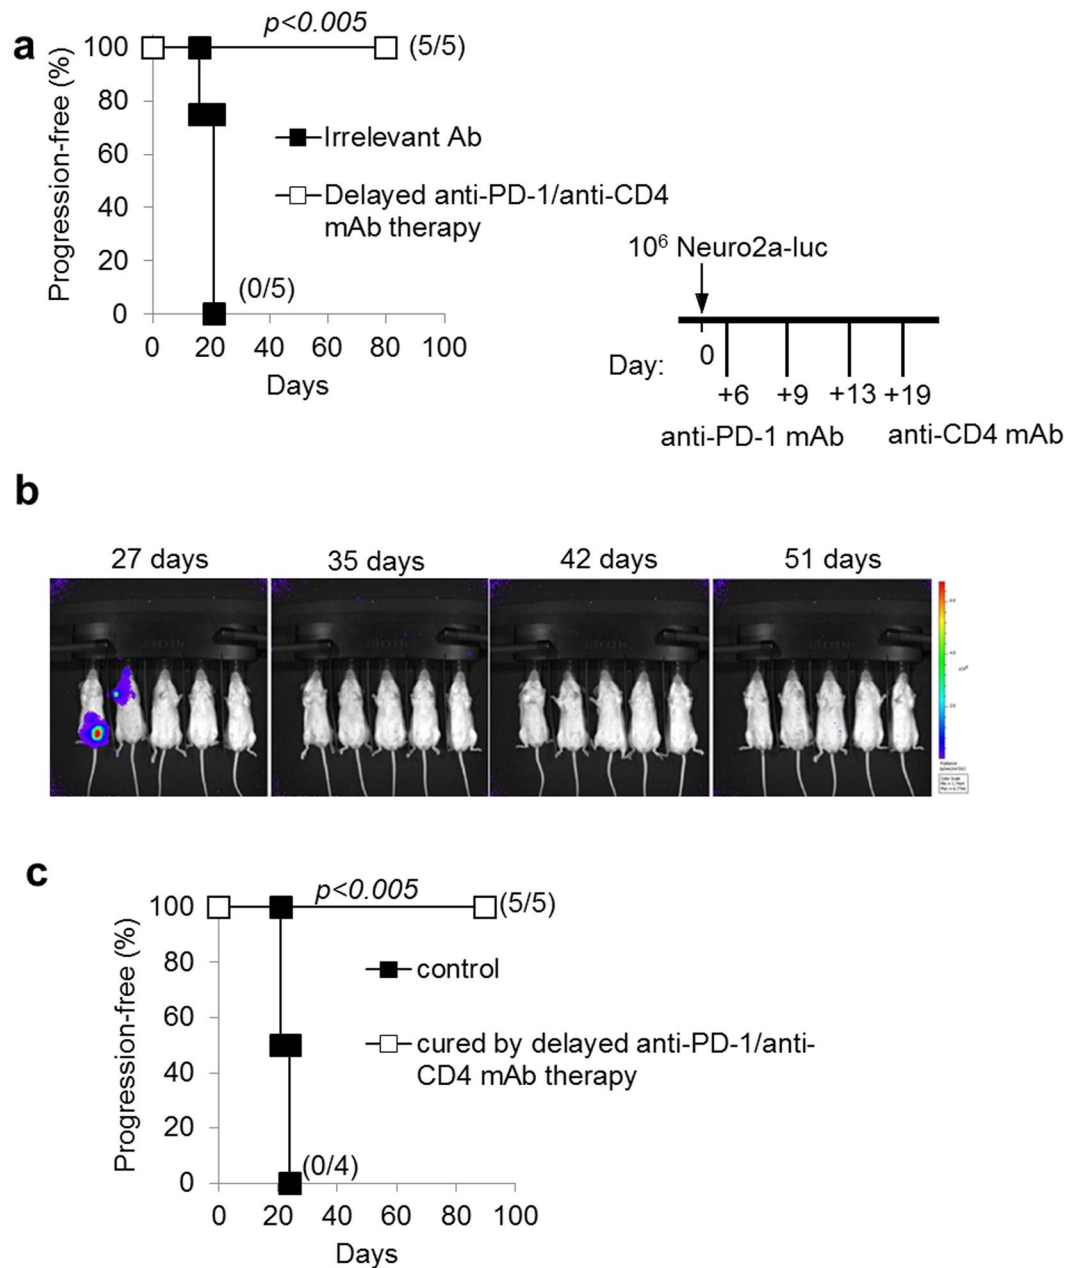 a
p<0.005
Progression-free (%)
100
80
60
40
20
0
(5/5)
Irrelevant Ab
Delayed anti-PD-1/anti-CD4
mAb therapy
(0/5)
0 20 40 60 80 100
Days
10⁶ Neuro2a-luc
Day:
0
+6 +9 +13 +19
anti-PD-1 mAb anti-CD4 mAb
b
27 days 35 days 42 days 51 days
c
p<0.005
Progression-free (%)
100
80
60
40
20
0
(5/5)
control
cured by delayed anti-PD-1/anti-
CD4 mAb therapy
(0/4)
0 20 40 60 80 100
Days